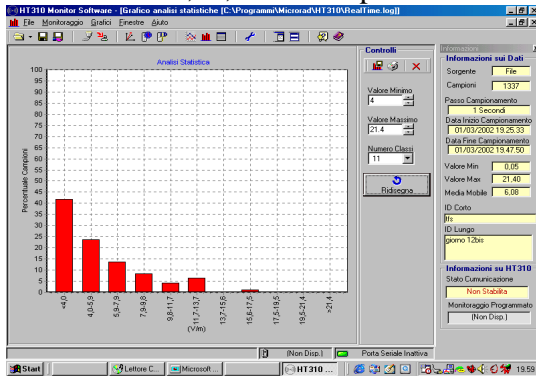 HT310 Monitor Software - [Grafico analisi statistiche [C:\Programmi\Microrad\HT310\RealTime.log]]
File Monitoraggio Grafici Finestre Aiuto
Analisi Statistica
Percentuale Campioni
100
95
90
85
80
75
70
65
60
55
50
45
40
35
30
25
20
15
10
5
0
<4,0
4,0-5,9
5,9-7,9
7,9-9,8
9,8-11,7
11,7-13,7
13,7-15,6
15,6-17,5
17,5-19,5
19,5-21,4
>21,4
(V/m)
Controlli
Valore Minimo
4
Valore Massimo
21.4
Numero Classi
11
Ridisegna
Informazioni
Informazioni sui Dati
Sorgente File
Campioni 1337
Passo Campionamento
1 Secondi
Data Inizio Campionamento
01/03/2002 19.25.33
Data Fine Campionamento
01/03/2002 19.47.50
Valore Min 0,05
Valore Max 21,40
Media Mobile 6,08
ID Corto
lfs
ID Lungo
giorno 12bis
Informazioni su HT310
Stato Cumunicazione
Non Stabilita
Monitoraggio Programmato
(Non Disp.)
(Non Disp.) Porta Seriale Inattiva
Start Lettore C... Microsoft ... HT310 ... 19.59